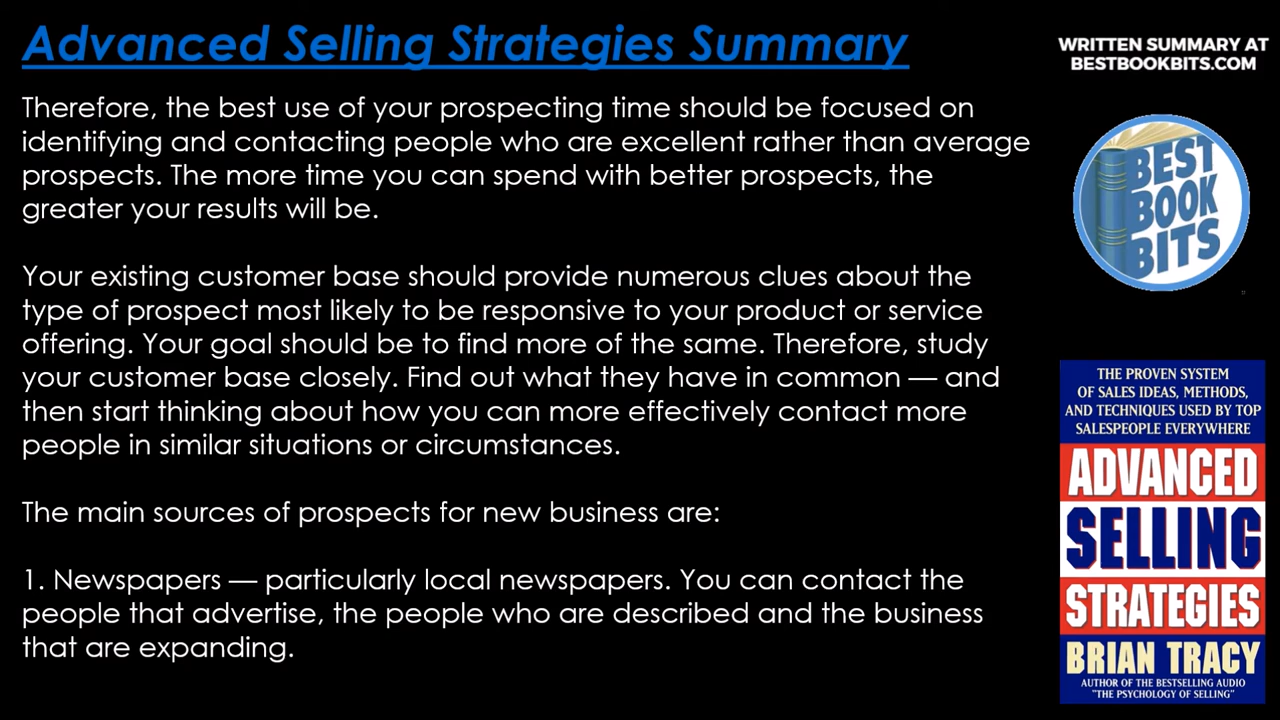 Advanced Selling Strategies Summary
Therefore, the best use of your prospecting time should be focused on
identifying and contacting people who are excellent rather than average
prospects. The more time you can spend with better prospects, the
greater your results will be.
Your existing customer base should provide numerous clues about the
type of prospect most likely to be responsive to your product or service
offering. Your goal should be to find more of the same. Therefore, study
your customer base closely. Find out what they have in common — and
then start thinking about how you can more effectively contact more
people in similar situations or circumstances.
The main sources of prospects for new business are:
1. Newspapers — particularly local newspapers. You can contact the
people that advertise, the people who are described and the business
that are expanding.
WRITTEN SUMMARY AT
BESTBOOKBITS.COM
BEST
BOOK
BITS
THE PROVEN SYSTEM
OF SALES IDEAS, METHODS,
AND TECHNIQUES USED BY TOP
SALESPEOPLE EVERYWHERE
ADVANCED
SELLING
STRATEGIES
BRIAN TRACY
AUTHOR OF THE BESTSELLING AUDIO
"THE PSYCHOLOGY OF SELLING"